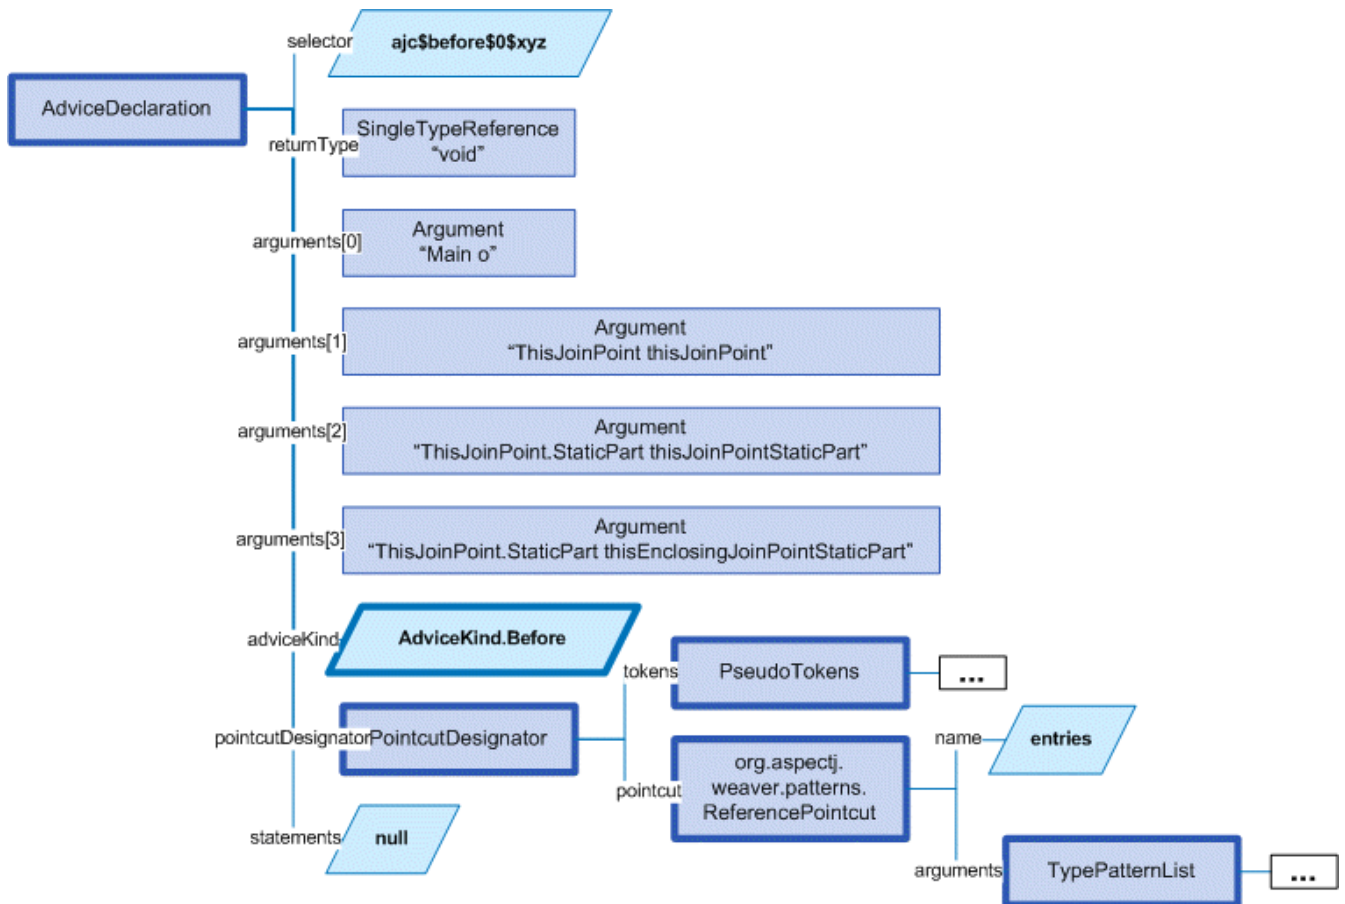 selector
ajc$before$0$xyz
AdviceDeclaration
returnType
SingleTypeReference
“void”
arguments[0]
Argument
“Main o”
arguments[1]
Argument
“ThisJoinPoint thisJoinPoint”
arguments[2]
Argument
“ThisJoinPoint.StaticPart thisJoinPointStaticPart”
arguments[3]
Argument
“ThisJoinPoint.StaticPart thisEnclosingJoinPointStaticPart”
adviceKind
AdviceKind.Before
tokens
PseudoTokens
...
pointcutDesignator
PointcutDesignator
name
entries
pointcut
org.aspectj.
weaver.patterns.
ReferencePointcut
statements
null
arguments
TypePatternList
...